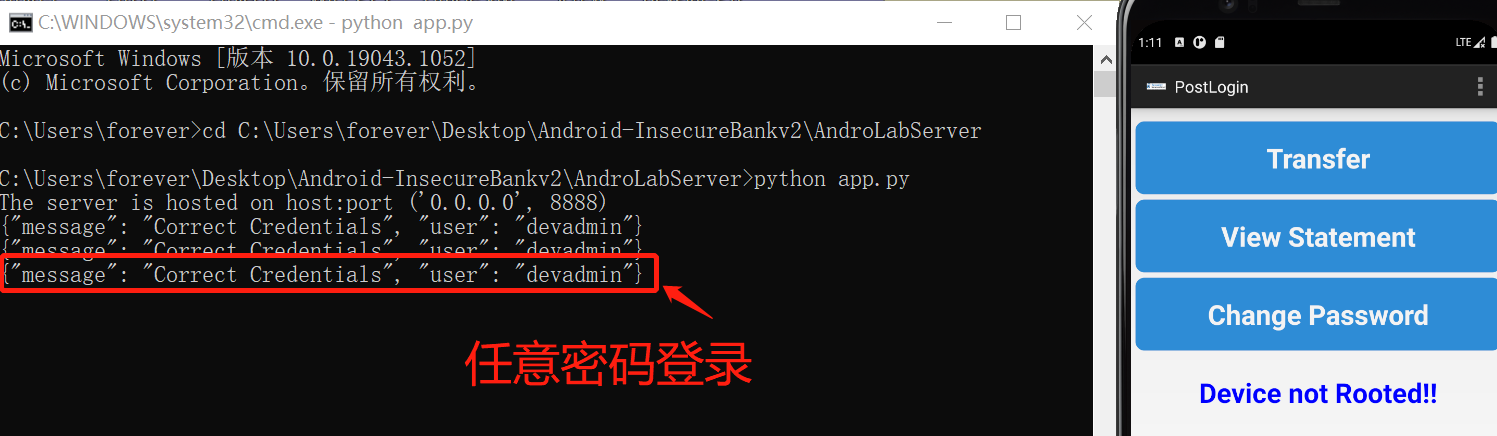 C:\WINDOWS\system32\cmd.exe - python app.py
Microsoft Windows [版本 10.0.19043.1052]
(c) Microsoft Corporation。保留所有权利。
C:\Users\forever>cd C:\Users\forever\Desktop\Android-InsecureBankv2\AndroLabServer
C:\Users\forever\Desktop\Android-InsecureBankv2\AndroLabServer>python app.py
The server is hosted on host:port ('0.0.0.0', 8888)
{"message": "Correct Credentials", "user": "devadmin"}
{"message": "Correct Credentials", "user": "devadmin"}
{"message": "Correct Credentials", "user": "devadmin"}
任意密码登录
1:11
LTE
PostLogin
Transfer
View Statement
Change Password
Device not Rooted!!